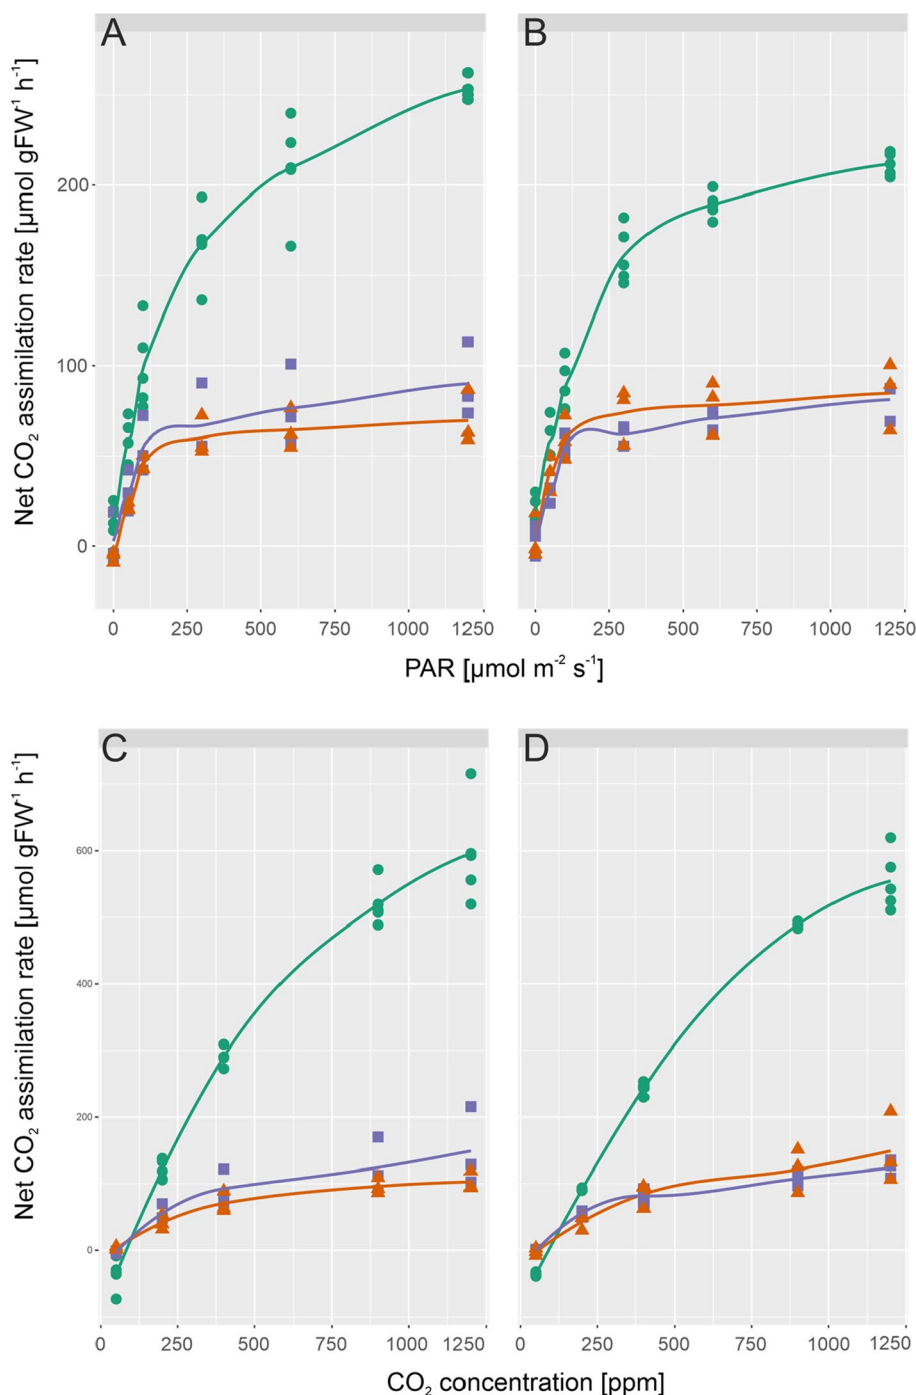 A
B
Net CO₂ assimilation rate [µmol gFW⁻¹ h⁻¹]
200
100
0
0 250 500 750 1000 1250
0 250 500 750 1000 1250
PAR [µmol m⁻² s⁻¹]
C
D
Net CO₂ assimilation rate [µmol gFW⁻¹ h⁻¹]
600
400
200
0
0 250 500 750 1000 1250
0 250 500 750 1000 1250
CO₂ concentration [ppm]